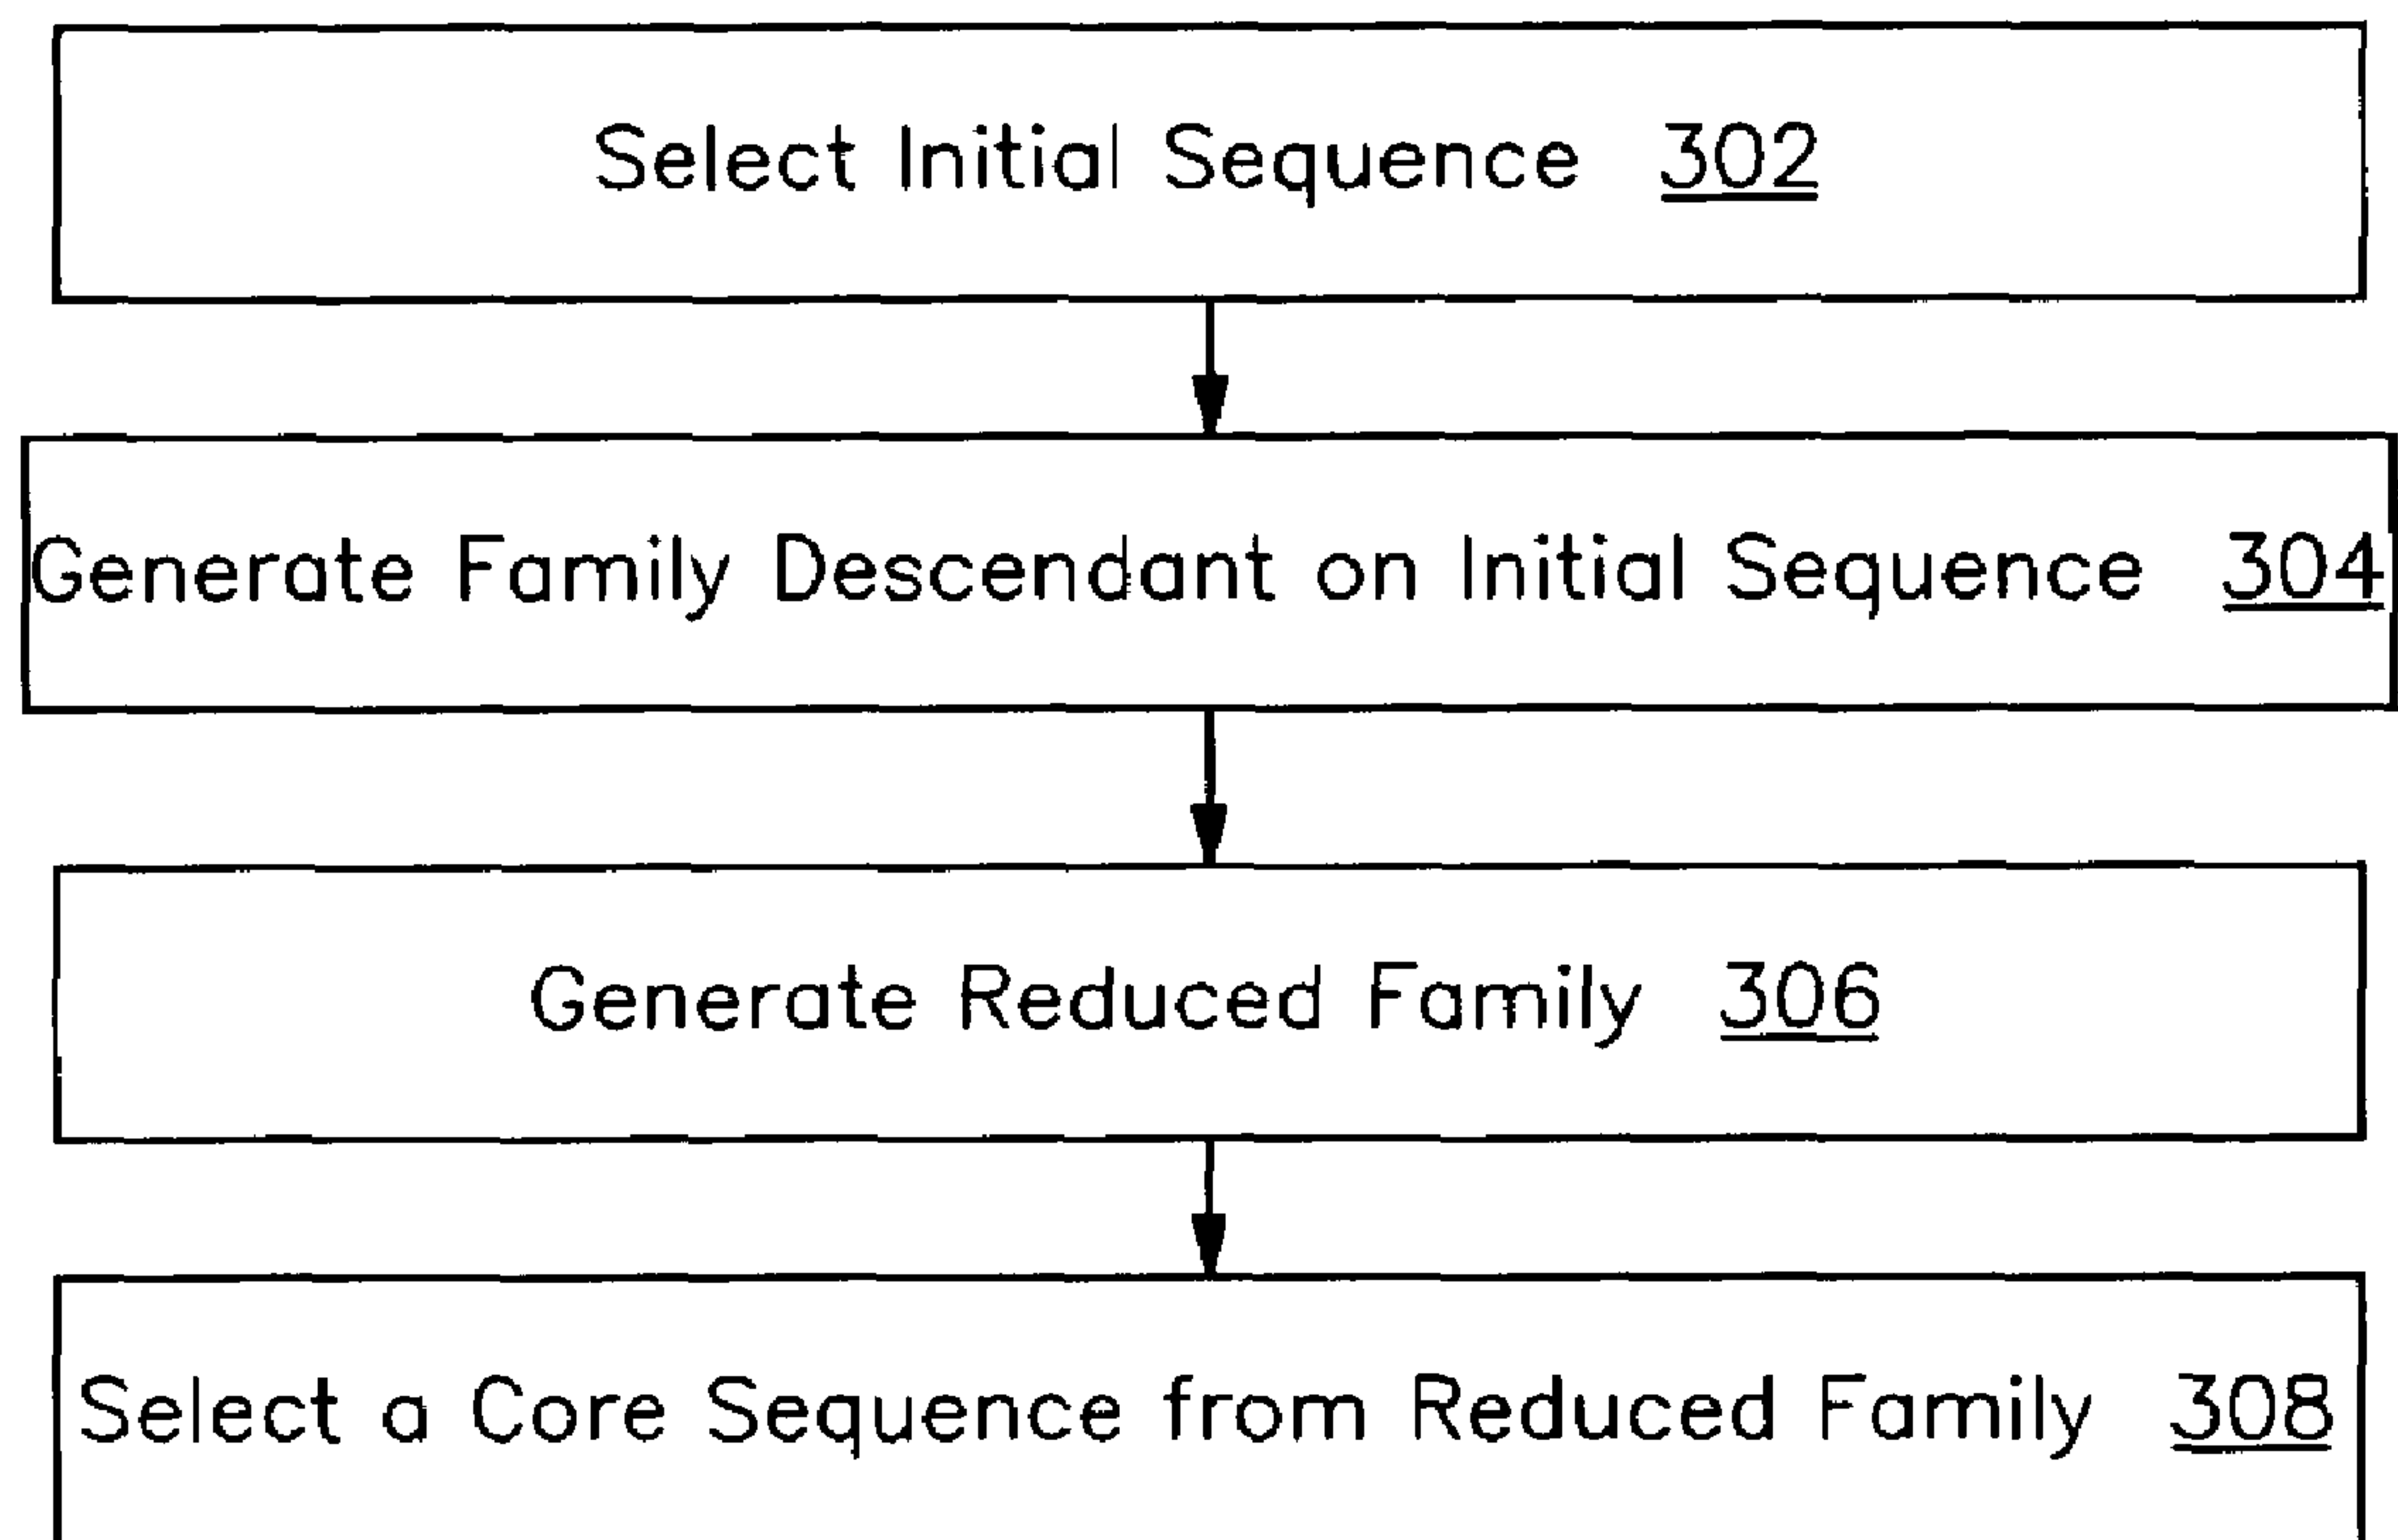 Select Initial Sequence 302
Generate Family Descendant on Initial Sequence 304
Generate Reduced Family 306
Select a Core Sequence from Reduced Family 308